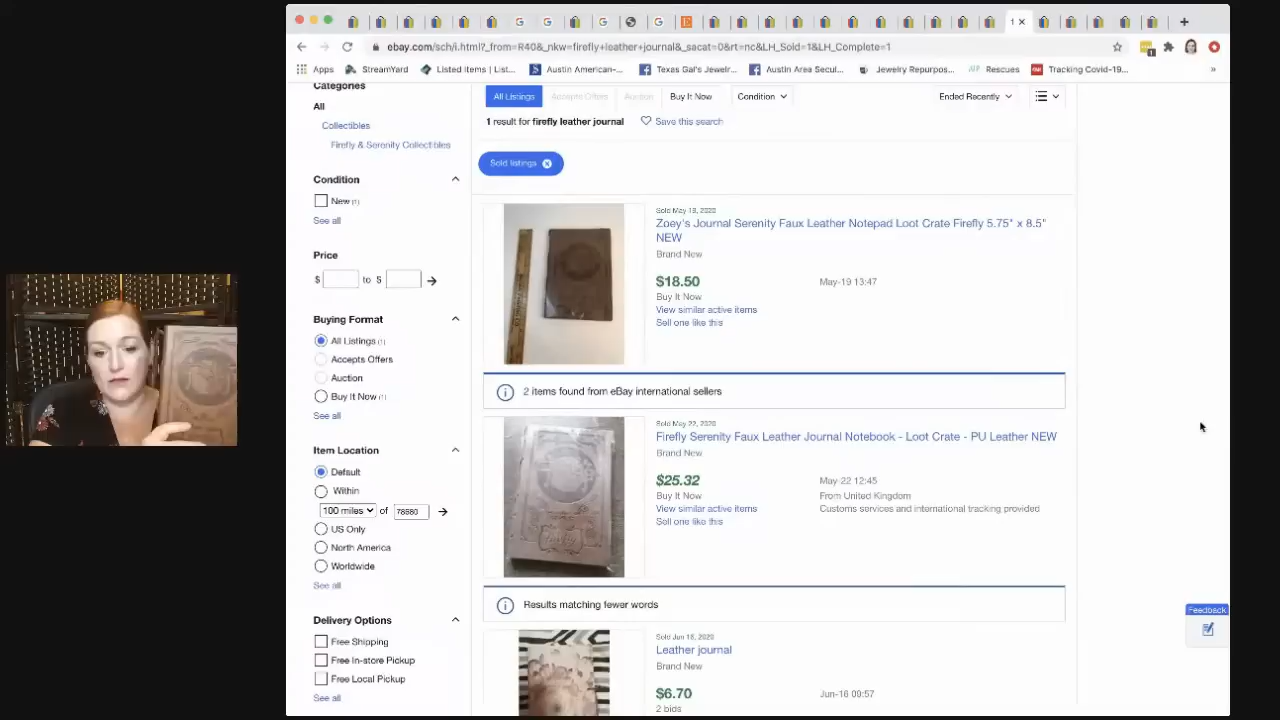 ebay.com/sch/i.html?_from=R40&_nkw=firefly+leather+journal&_sacat=0&rt=nc&LH_Sold=1&LH_Complete=1
Apps
StreamYard
Listed Items | List...
Austin American-...
Texas Gal's Jewelr...
Austin Area Secul...
Jewelry Repurpos...
Rescues
Tracking Covid-19...
»
Categories
All
Collectibles
Firefly & Serenity Collectibles
Condition
New (1)
See all
Price
$ to $
Buying Format
All Listings (1)
Accepts Offers
Auction
Buy It Now (1)
See all
Item Location
Default
Within
100 miles of
US Only
North America
Worldwide
See all
Delivery Options
Free Shipping
Free In-store Pickup
Free Local Pickup
See all
All Listings
Accepts Offers
Auction
Buy It Now
Condition
Ended Recently
1 result for firefly leather journal
Save this search
Sold listings
Sold May 19, 2020
Zoey's Journal Serenity Faux Leather Notepad Loot Crate Firefly 5.75" x 8.5"
NEW
Brand New
$18.50
May-19 13:47
Buy It Now
View similar active items
Sell one like this
2 items found from eBay international sellers
Sold May 22, 2020
Firefly Serenity Faux Leather Journal Notebook - Loot Crate - PU Leather NEW
Brand New
$25.32
May-22 12:45
Buy It Now
From United Kingdom
View similar active items
Customs services and international tracking provided
Sell one like this
Results matching fewer words
Leather journal
Brand New
$6.70
2 bids
Feedback